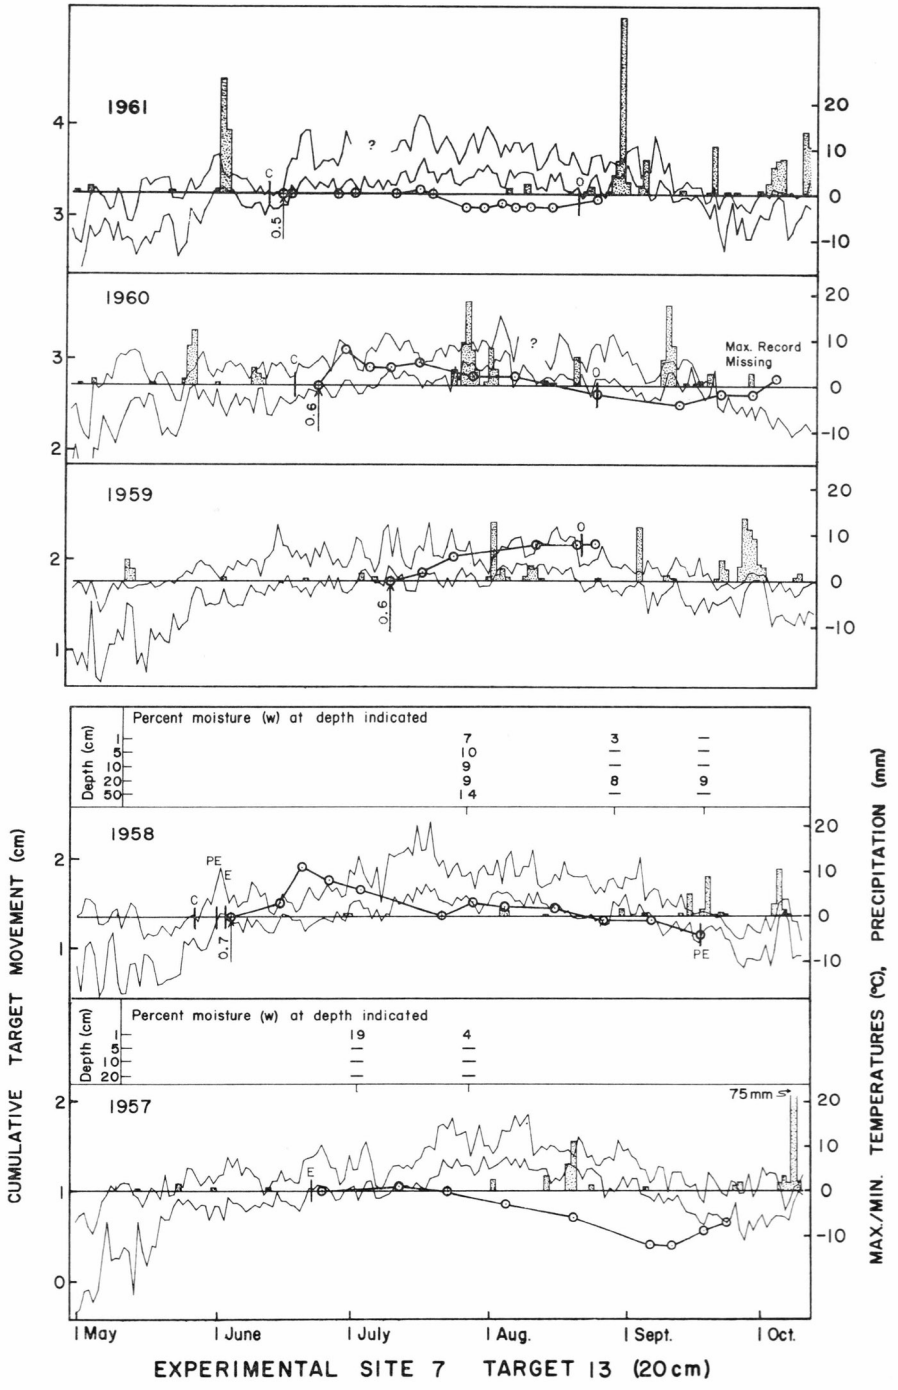 1961
4
3
20
10
0
-10
C
0.5
?
O
1960
3
2
20
10
0
-10
C
0.6
?
O
Max. Record
Missing
1959
2
1
20
10
0
-10
0.6
O
Percent moisture (w) at depth indicated
Depth (cm)
1 7 3 —
5 10 — —
10 9 — —
20 9 8 9
50 14 —
1958
2
1
20
10
0
-10
C
PE
E
0.7
PE
Percent moisture (w) at depth indicated
Depth (cm)
1 19 4
5 — —
10 — —
20 — —
1957
75mm
2
1
0
20
10
0
-10
E
1 May 1 June 1 July 1 Aug. 1 Sept. 1 Oct.
CUMULATIVE TARGET MOVEMENT (cm)
MAX./MIN. TEMPERATURES (°C), PRECIPITATION (mm)
EXPERIMENTAL SITE 7 TARGET 13 (20cm)